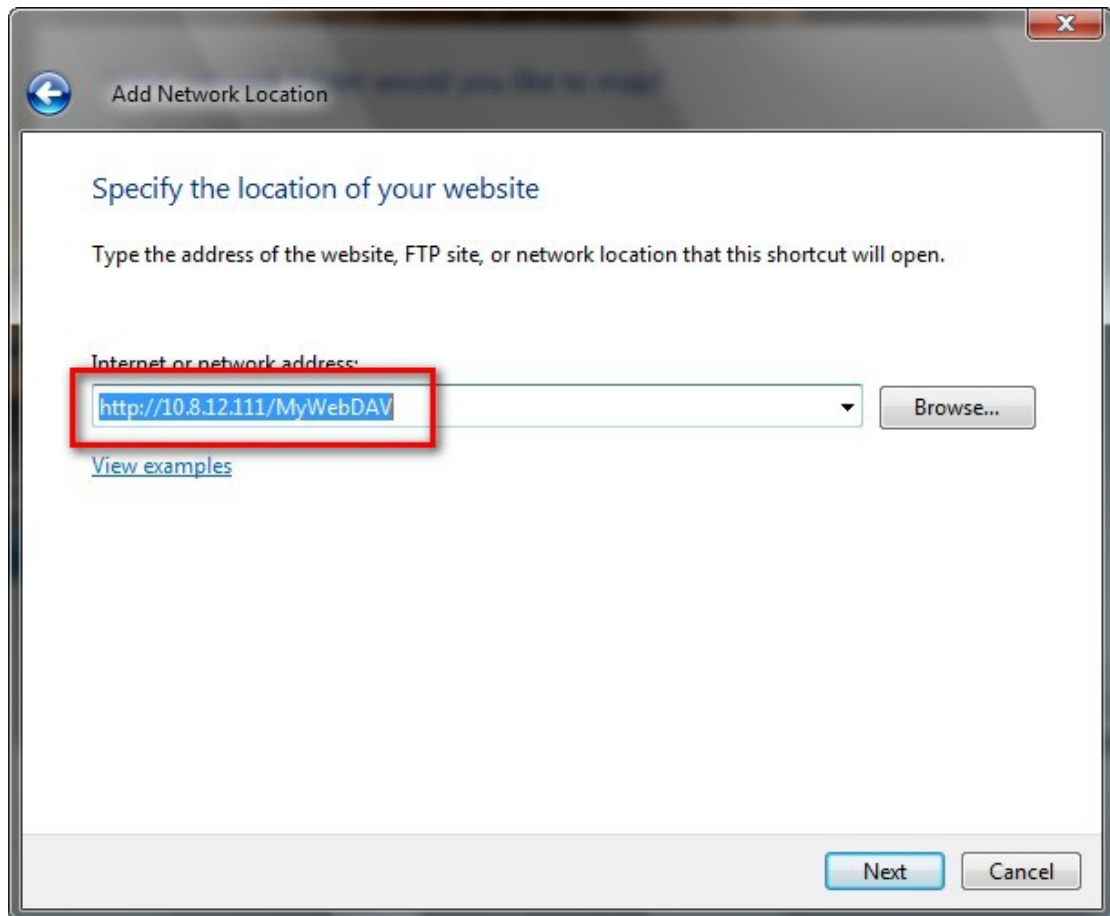 Add Network Location
Specify the location of your website
Type the address of the website, FTP site, or network location that this shortcut will open.
Internet or network address:
http://10.8.12.111/MyWebDAV
Browse...
View examples
Next
Cancel